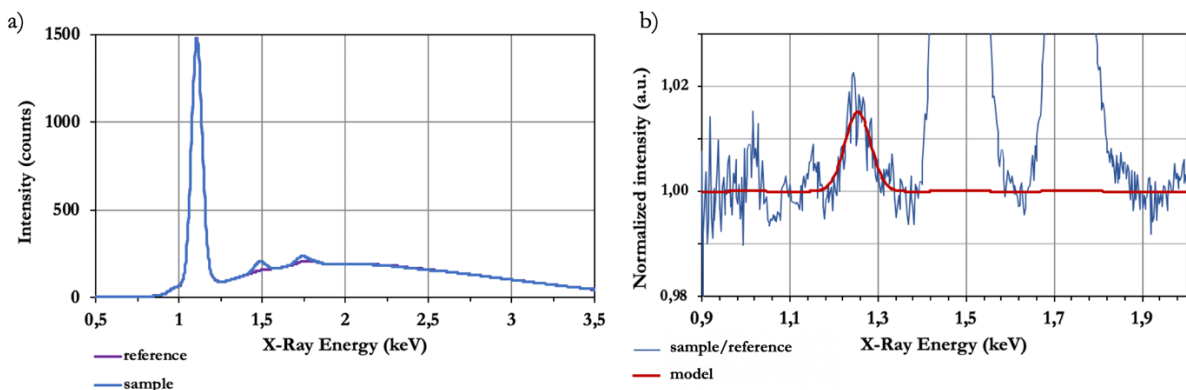 a)
1500
1000
500
0
0,5 1 1,5 2 2,5 3 3,5
Intensity (counts)
X-Ray Energy (keV)
reference
sample
b)
1,02
1,00
0,98
0,9 1,1 1,3 1,5 1,7 1,9
Normalized intensity (a.u.)
X-Ray Energy (keV)
sample/reference
model